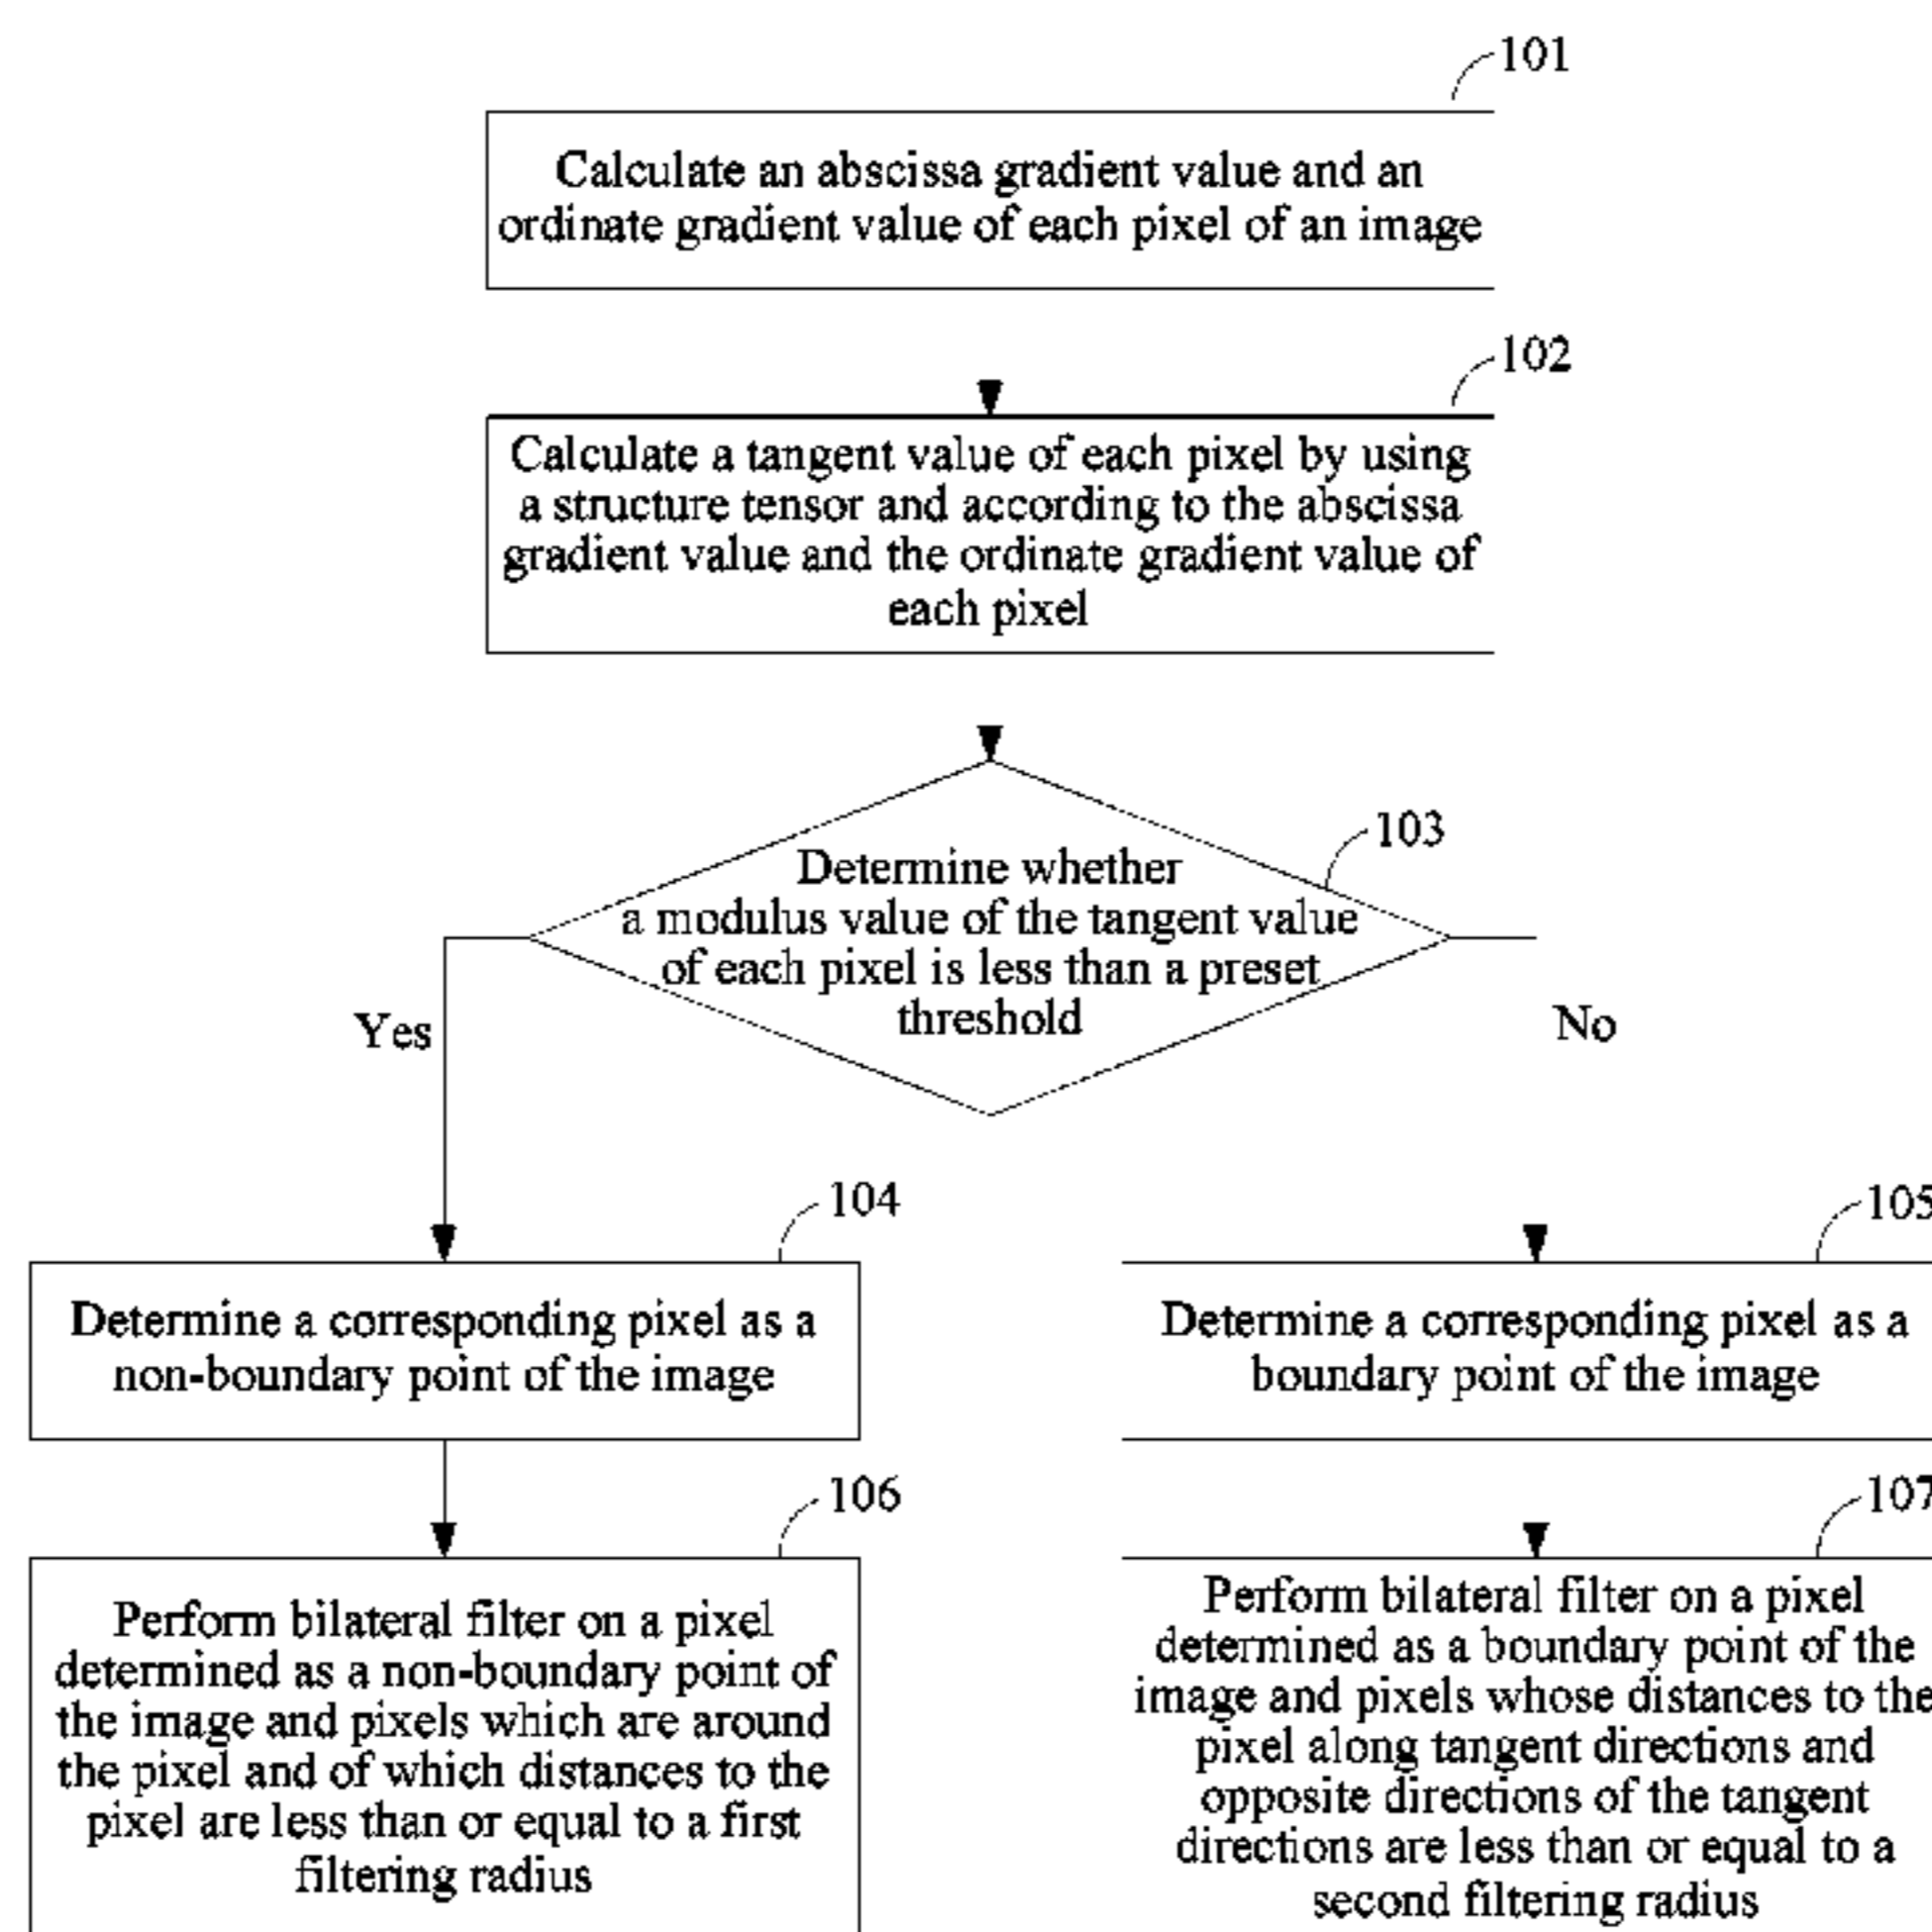 101
Calculate an abscissa gradient value and an
ordinate gradient value of each pixel of an image
102
Calculate a tangent value of each pixel by using
a structure tensor and according to the abscissa
gradient value and the ordinate gradient value of
each pixel
103
Determine whether
a modulus value of the tangent value
of each pixel is less than a preset
threshold
Yes
No
104
Determine a corresponding pixel as a
non-boundary point of the image
105
Determine a corresponding pixel as a
boundary point of the image
106
Perform bilateral filter on a pixel
determined as a non-boundary point of
the image and pixels which are around
the pixel and of which distances to the
pixel are less than or equal to a first
filtering radius
107
Perform bilateral filter on a pixel
determined as a boundary point of the
image and pixels whose distances to the
pixel along tangent directions and
opposite directions of the tangent
directions are less than or equal to a
second filtering radius